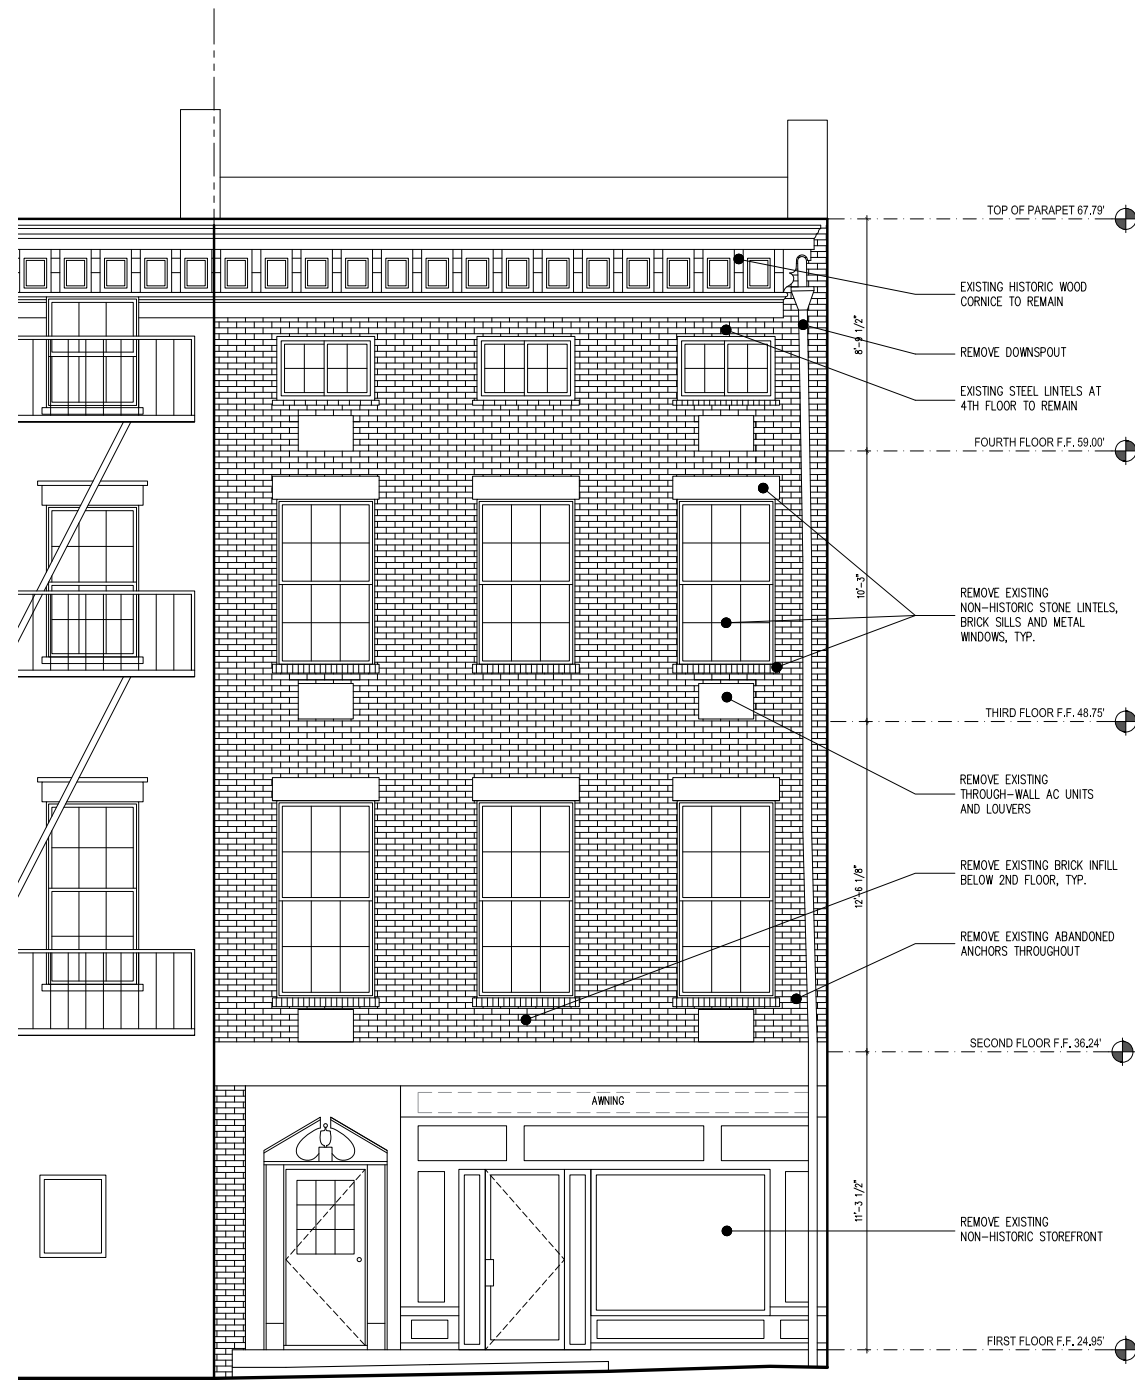 TOP OF PARAPET 67.79'
EXISTING HISTORIC WOOD
CORNICE TO REMAIN
8'-9 1/2"
REMOVE DOWNSPOUT
EXISTING STEEL LINTELS AT
4TH FLOOR TO REMAIN
FOURTH FLOOR F.F. 59.00'
10'-3"
REMOVE EXISTING
NON-HISTORIC STONE LINTELS,
BRICK SILLS AND METAL
WINDOWS, TYP.
THIRD FLOOR F.F. 48.75'
REMOVE EXISTING
THROUGH-WALL AC UNITS
AND LOUVERS
12'-6 1/8"
REMOVE EXISTING BRICK INFILL
BELOW 2ND FLOOR, TYP.
REMOVE EXISTING ABANDONED
ANCHORS THROUGHOUT
SECOND FLOOR F.F. 36.24'
AWNING
11'-3 1/2"
REMOVE EXISTING
NON-HISTORIC STOREFRONT
FIRST FLOOR F.F. 24.95'